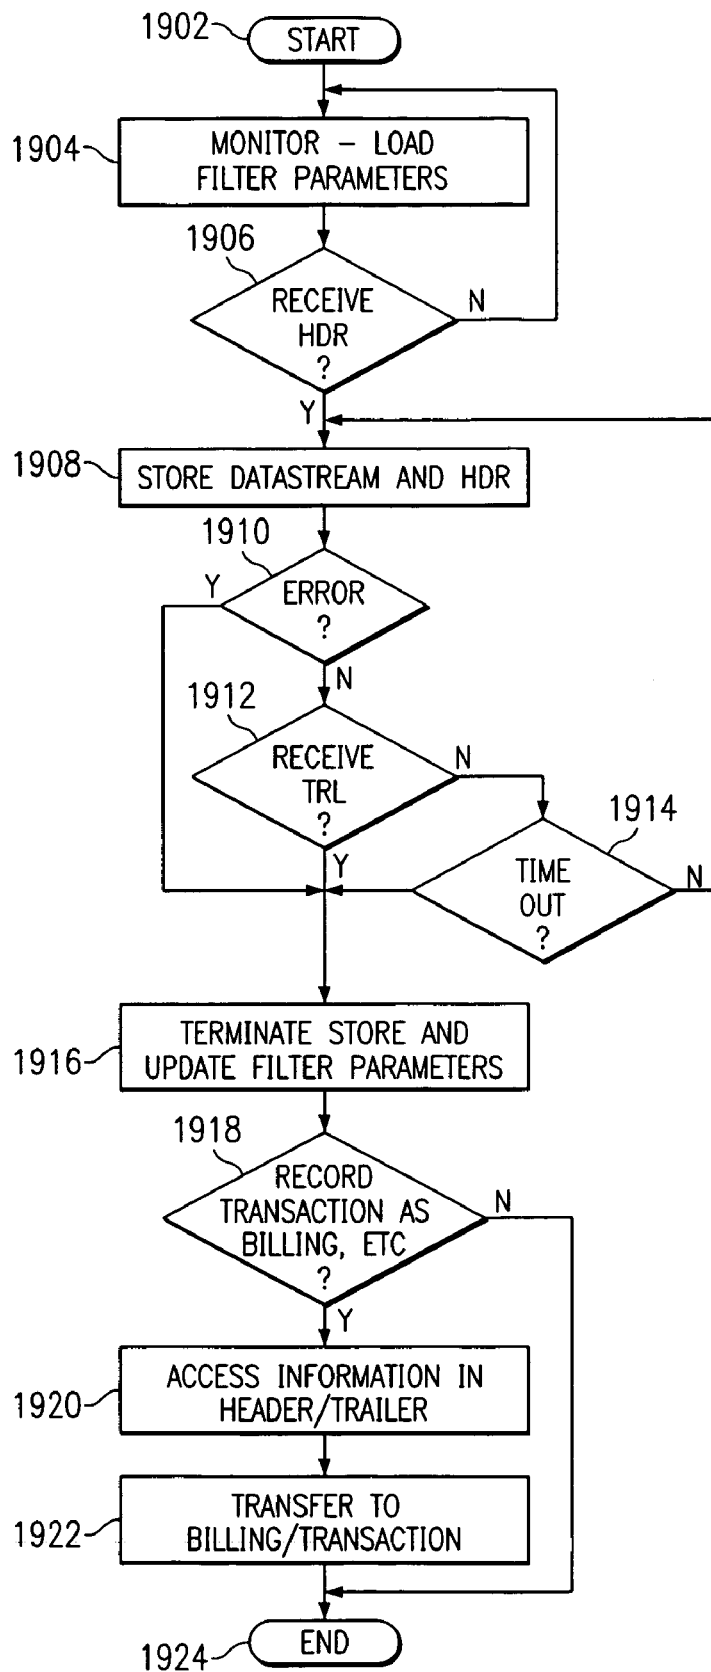 1902
START
1904
MONITOR - LOAD
FILTER PARAMETERS
1906
RECEIVE
HDR
?
N
Y
1908
STORE DATASTREAM AND HDR
1910
Y
ERROR
?
N
1912
RECEIVE
TRL
?
N
1914
Y
TIME
OUT
?
N
1916
TERMINATE STORE AND
UPDATE FILTER PARAMETERS
1918
RECORD
TRANSACTION AS
BILLING, ETC
?
N
Y
1920
ACCESS INFORMATION IN
HEADER/TRAILER
1922
TRANSFER TO
BILLING/TRANSACTION
1924
END